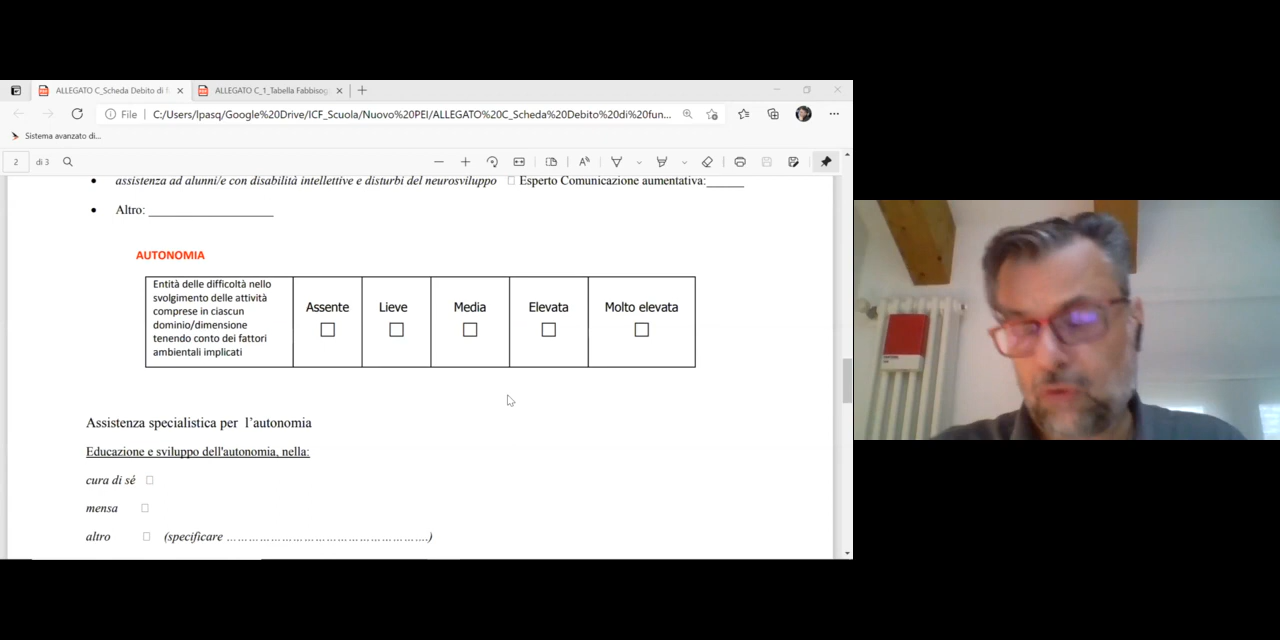 ALLEGATO C_Scheda Debito di
ALLEGATO C_1_Tabella Fabbisog
File
C:/Users/lpasq/Google%20Drive/ICF_Scuola/Nuovo%20PEI/ALLEGATO%20C_Scheda%20Debito%20di%20fun...
Sistema avanzato di...
2 di 3
assistenza ad alunni/e con disabilità intellettive e disturbi del neurosviluppo □ Esperto Comunicazione aumentativa:______
• Altro: ____________________
AUTONOMIA
Entità delle difficoltà nello
svolgimento delle attività
comprese in ciascun
dominio/dimensione
tenendo conto dei fattori
ambientali implicati
Assente Lieve Media Elevata Molto elevata
Assistenza specialistica per l'autonomia
Educazione e sviluppo dell'autonomia, nella:
cura di sé □
mensa □
altro □ (specificare ……………………………………………….)